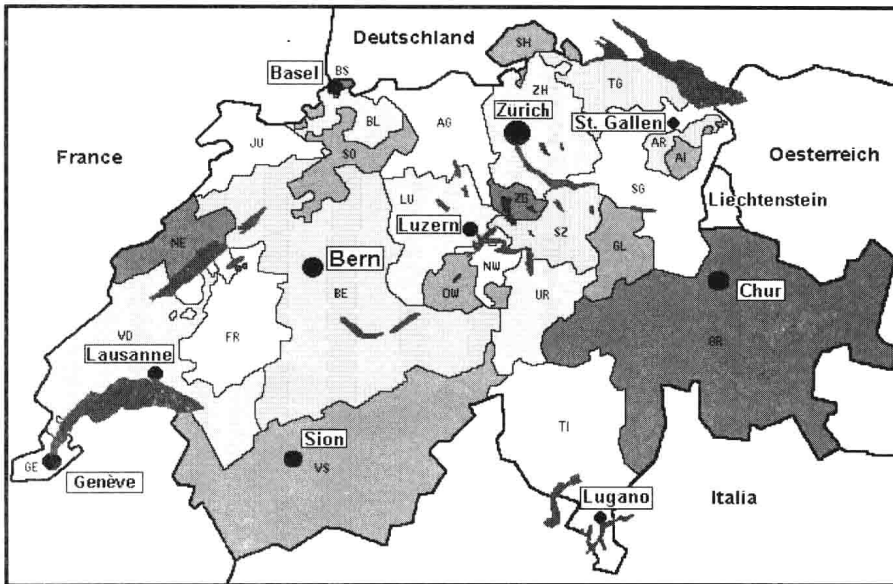 Deutschland
SH
Basel
BS
ZH
TG
Zürich
St. Gallen
BL
AG
JU
AR
AI
France
SO
Oesterreich
LU
ZG
SG
Liechtenstein
NE
Luzern
SZ
GL
Bern
NW
Chur
BE
OW
UR
VD
FR
GR
Lausanne
TI
Sion
GE
VS
Genève
Lugano
Italia